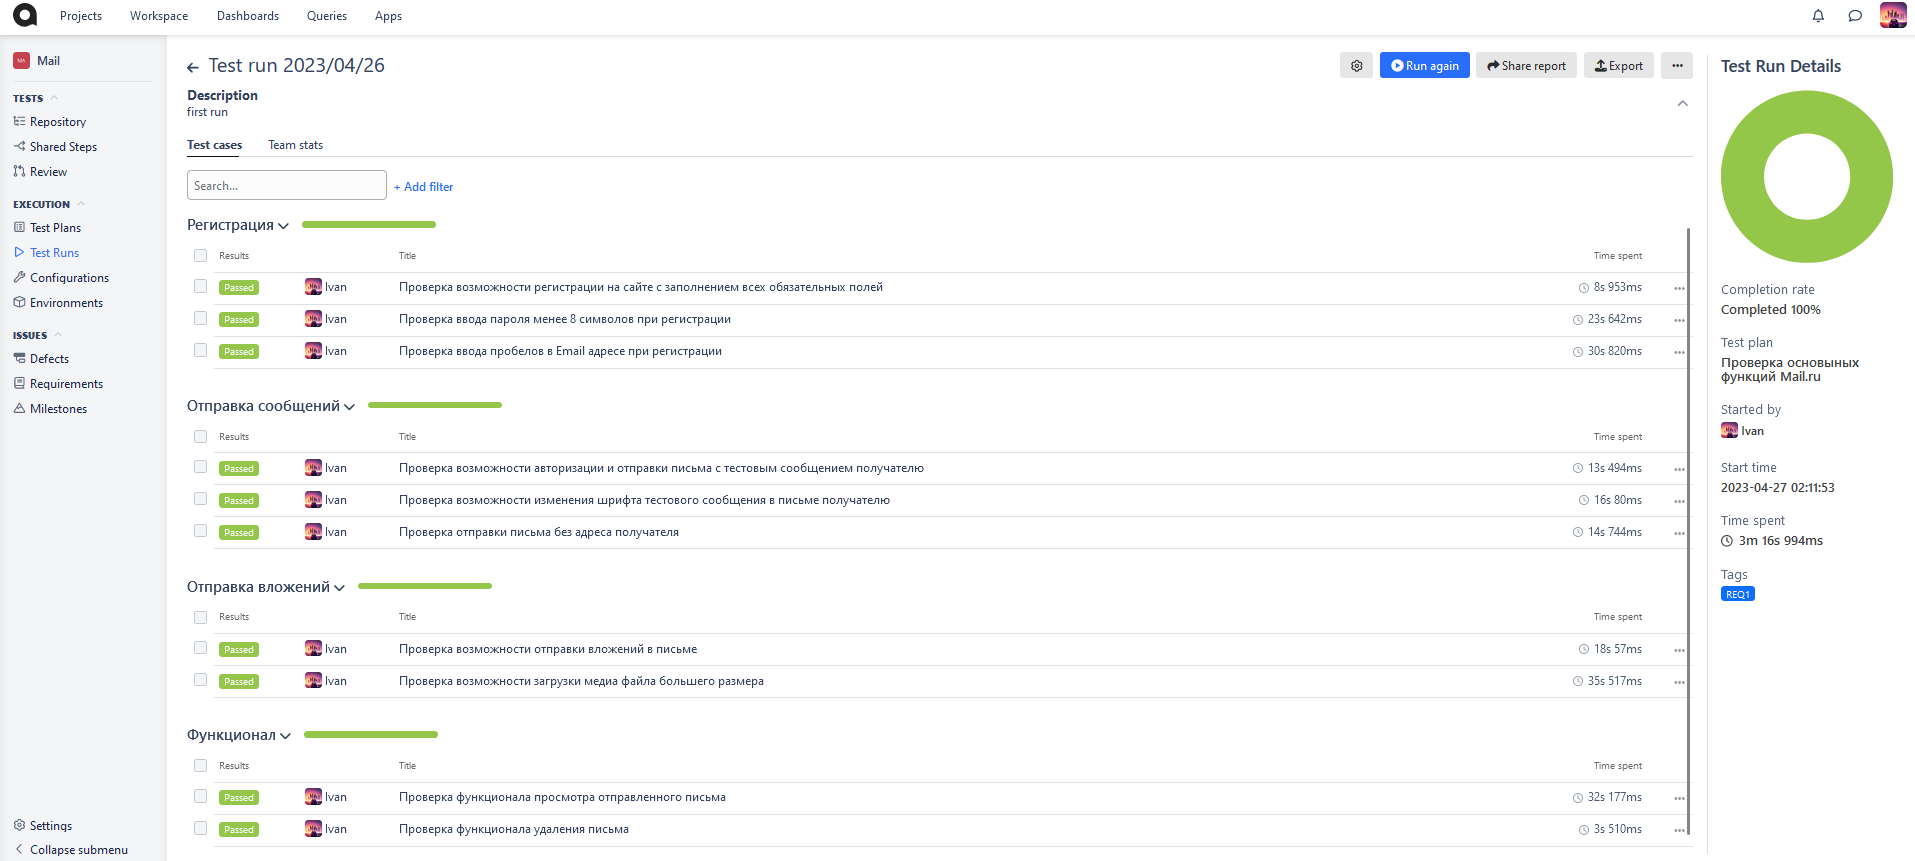 Projects Workspace Dashboards Queries Apps
MA Mail
TESTS
Repository
Shared Steps
Review
EXECUTION
Test Plans
Test Runs
Configurations
Environments
ISSUES
Defects
Requirements
Milestones
Settings
Collapse submenu
Test run 2023/04/26
Run again Share report Export
Description
first run
Test cases Team stats
Search... + Add filter
Регистрация
Results Title Time spent
Passed Ivan Проверка возможности регистрации на сайте с заполнением всех обязательных полей 8s 953ms
Passed Ivan Проверка ввода пароля менее 8 символов при регистрации 23s 642ms
Passed Ivan Проверка ввода пробелов в Email адресе при регистрации 30s 820ms
Отправка сообщений
Results Title Time spent
Passed Ivan Проверка возможности авторизации и отправки письма с тестовым сообщением получателю 13s 494ms
Passed Ivan Проверка возможности изменения шрифта тестового сообщения в письме получателю 16s 80ms
Passed Ivan Проверка отправки письма без адреса получателя 14s 744ms
Отправка вложений
Results Title Time spent
Passed Ivan Проверка возможности отправки вложений в письме 18s 57ms
Passed Ivan Проверка возможности загрузки медиа файла большего размера 35s 517ms
Функционал
Results Title Time spent
Passed Ivan Проверка функционала просмотра отправленного письма 32s 177ms
Passed Ivan Проверка функционала удаления письма 3s 510ms
Test Run Details
Completion rate
Completed 100%
Test plan
Проверка основыных
функций Mail.ru
Started by
Ivan
Start time
2023-04-27 02:11:53
Time spent
3m 16s 994ms
Tags
REQ1